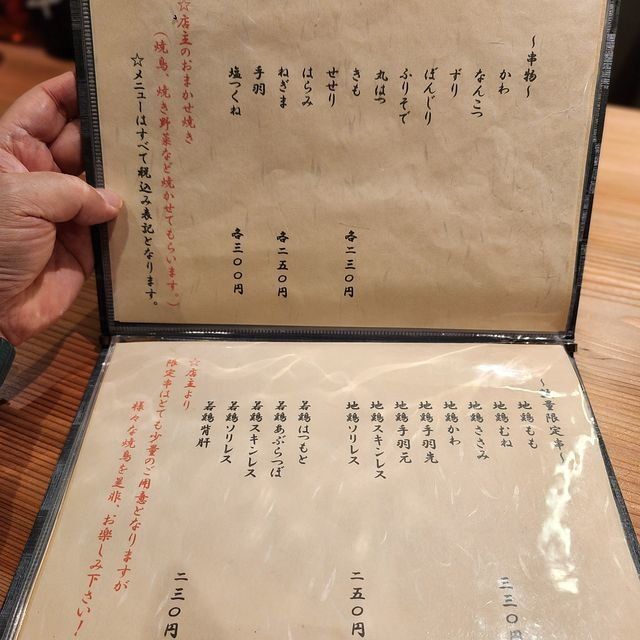 ～串物～
かわ
なんこつ
ずり
ぼんじり
ふりそで
丸はつ
きも
各二三〇円
せせり
はらみ
ねぎま
各二五〇円
手羽
塩つくね
各三〇〇円
☆店主のおまかせ焼き
(焼鳥、焼き野菜など焼かせてもらいます。)
☆メニューはすべて税込み表記となります。
量限定串～
地鶏もも
地鶏むね
二三〇円
地鶏ささみ
地鶏かわ
地鶏手羽先
地鶏手羽元
地鶏スキンレス
地鶏ソリレス
二五〇円
若鶏はつもと
若鶏あぶらつぼ
若鶏スキンレス
若鶏ソリレス
若鶏背肝
二三〇円
☆店主より
限定串はとても少量のご用意となりますが
様々な焼鳥を是非、お楽しみ下さい！